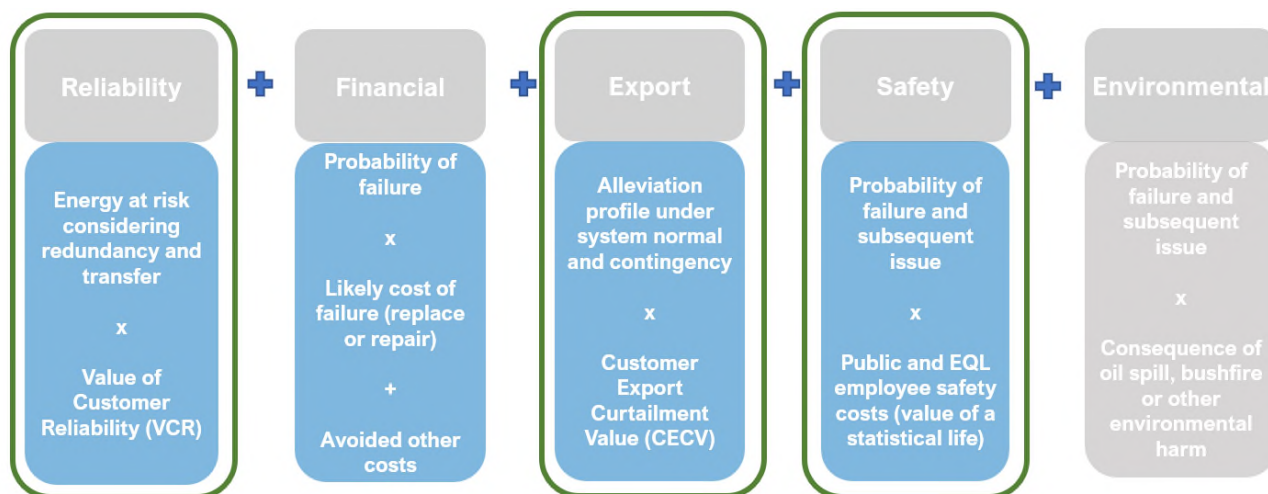 Reliability
Energy at risk
considering
redundancy and
transfer
x
Value of
Customer
Reliability (VCR)
Financial
Probability of
failure
x
Likely cost of
failure (replace
or repair)
+
Avoided other
costs
Export
Alleviation
profile under
system normal
and contingency
x
Customer
Export
Curtailment
Value (CECV)
Safety
Probability of
failure and
subsequent
issue
x
Public and EQL
employee safety
costs (value of a
statistical life)
Environmental
Probability of
failure and
subsequent
issue
x
Consequence of
oil spill, bushfire
or other
environmental
harm